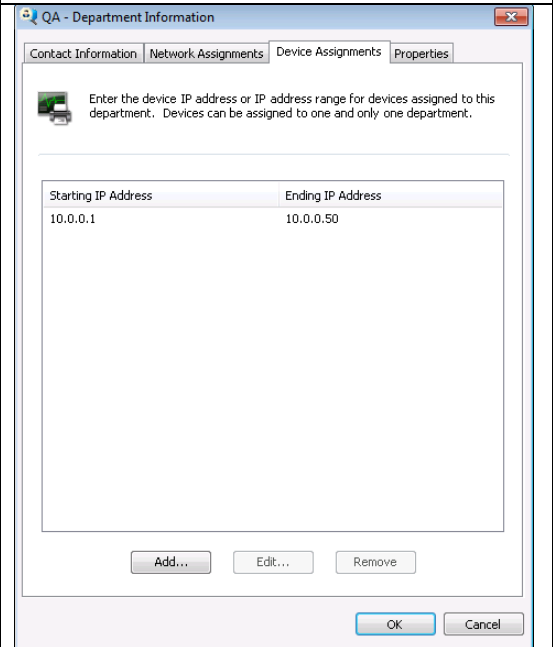 QA - Department Information
Contact Information Network Assignments Device Assignments Properties
Enter the device IP address or IP address range for devices assigned to this
department. Devices can be assigned to one and only one department.
Starting IP Address Ending IP Address
10.0.0.1 10.0.0.50
Add... Edit... Remove
OK Cancel